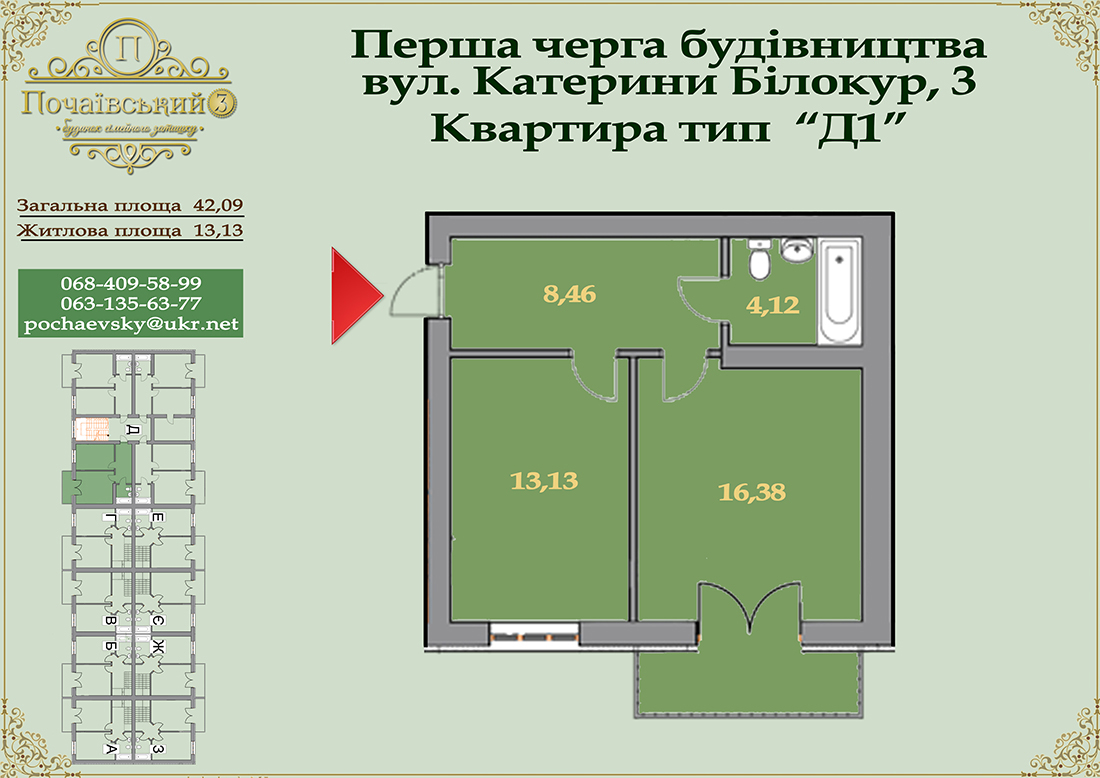 П
Почаївський 3
будинок сімейного затишку
Перша черга будівництва
вул. Катерини Білокур, 3
Квартира тип “Д1”
Загальна площа 42,09
Житлова площа 13,13
068-409-58-99
063-135-63-77
pochaevsky@ukr.net
8,46
4,12
13,13
16,38
Д
Г Е
В Є
Б Ж
А З